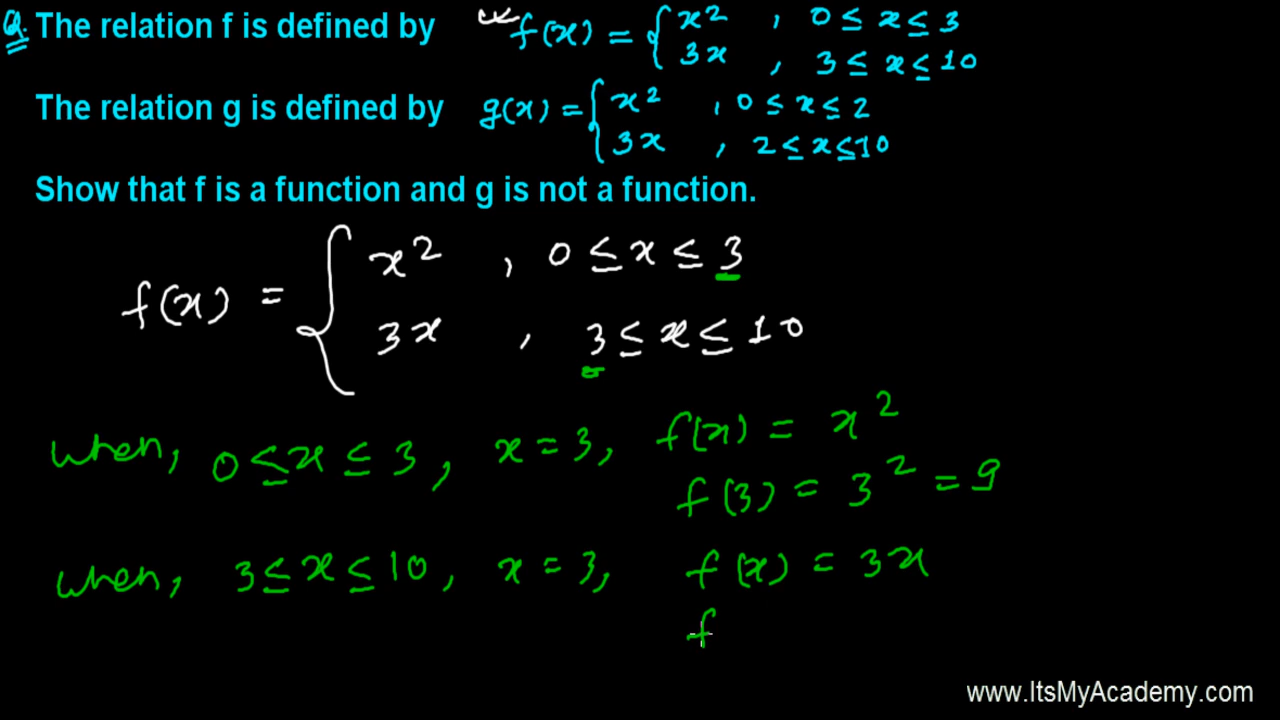 Q. The relation f is defined by f(x) = { x² , 0 ≤ x ≤ 3
3x , 3 ≤ x ≤ 10
The relation g is defined by g(x) = { x² , 0 ≤ x ≤ 2
3x , 2 ≤ x ≤ 10
Show that f is a function and g is not a function.
f(x) = { x² , 0 ≤ x ≤ 3
3x , 3 ≤ x ≤ 10
when, 0 ≤ x ≤ 3, x = 3, f(x) = x²
f(3) = 3² = 9
when, 3 ≤ x ≤ 10, x = 3, f(x) = 3x
f
www.ItsMyAcademy.com